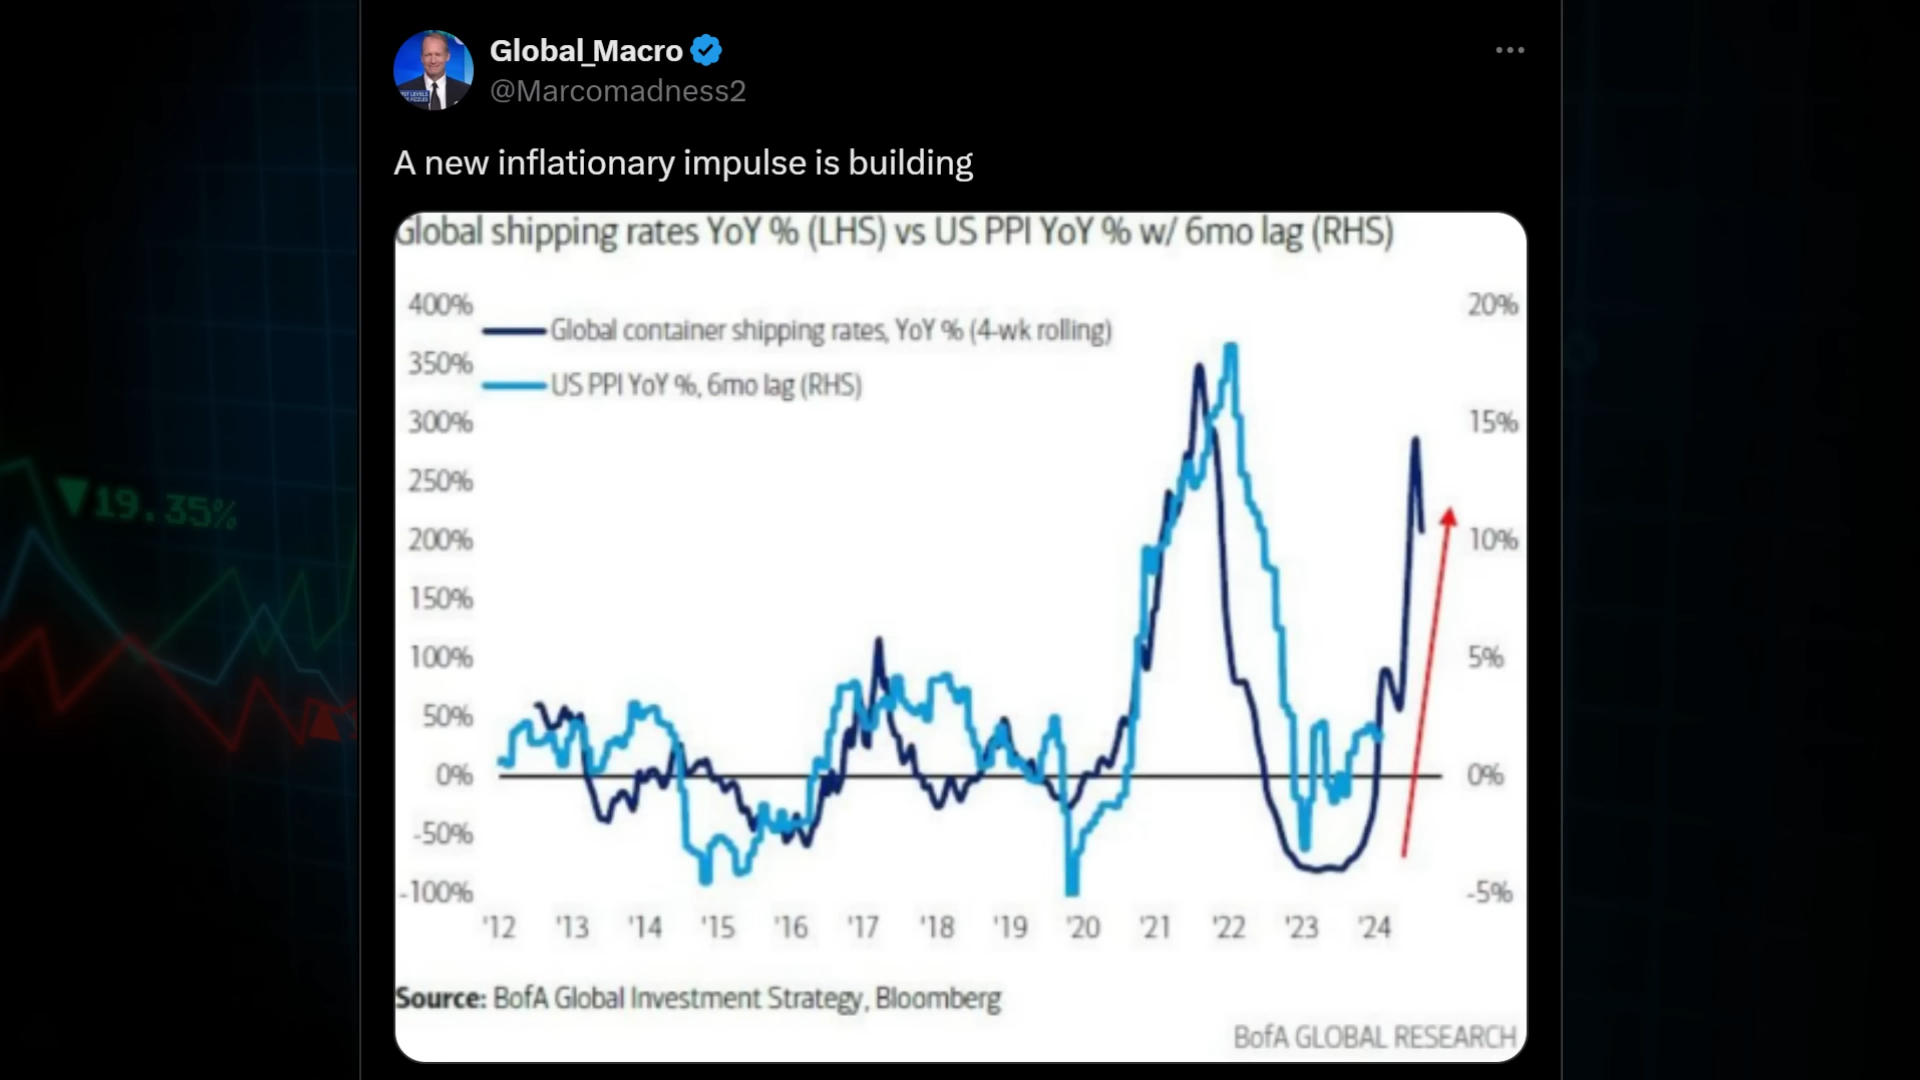 Global_Macro
@Marcomadness2
A new inflationary impulse is building
Global shipping rates YoY % (LHS) vs US PPI YoY % w/ 6mo lag (RHS)
400%
20%
Global container shipping rates, YoY % (4-wk rolling)
350%
US PPI YoY %, 6mo lag (RHS)
300%
15%
250%
▼19.35%
200%
10%
150%
100%
5%
50%
0%
0%
-50%
-100%
-5%
'12 '13 '14 '15 '16 '17 '18 '19 '20 '21 '22 '23 '24
Source: BofA Global Investment Strategy, Bloomberg
BofA GLOBAL RESEARCH